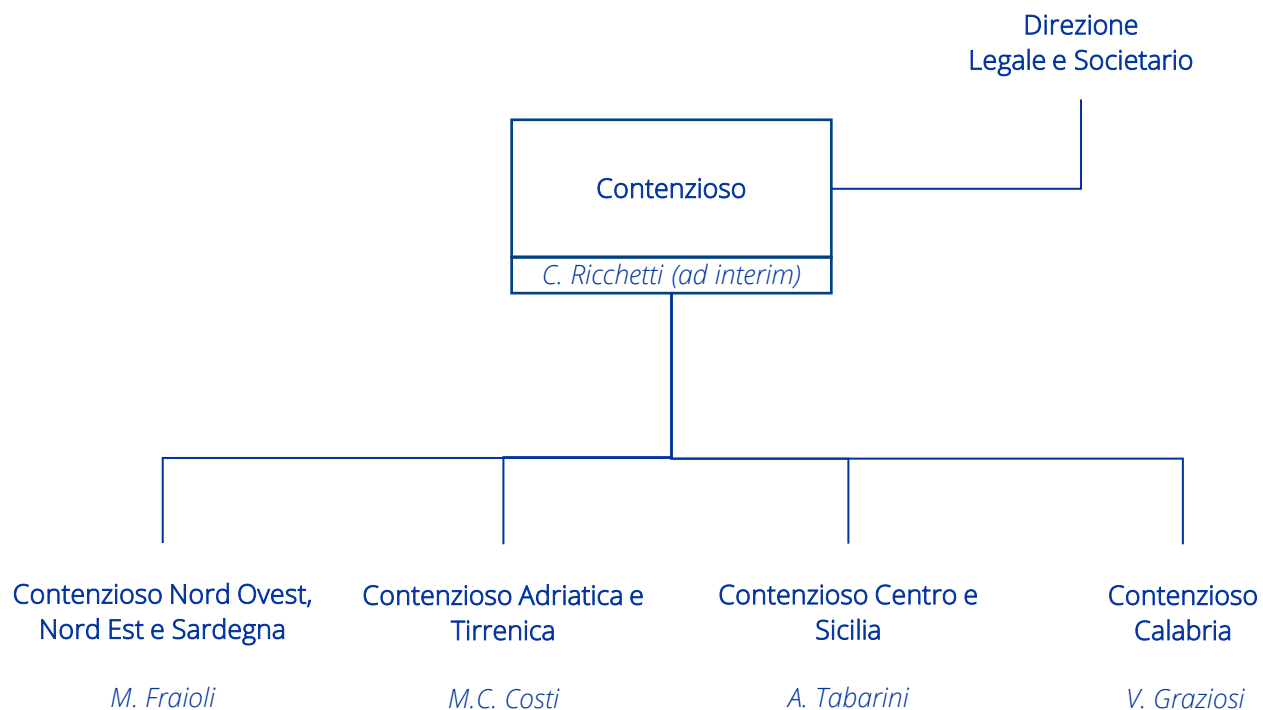 Direzione
Legale e Societario
Contenzioso
C. Ricchetti (ad interim)
Contenzioso Nord Ovest,
Nord Est e Sardegna
M. Fraioli
Contenzioso Adriatica e
Tirrenica
M.C. Costi
Contenzioso Centro e
Sicilia
A. Tabarini
Contenzioso
Calabria
V. Graziosi